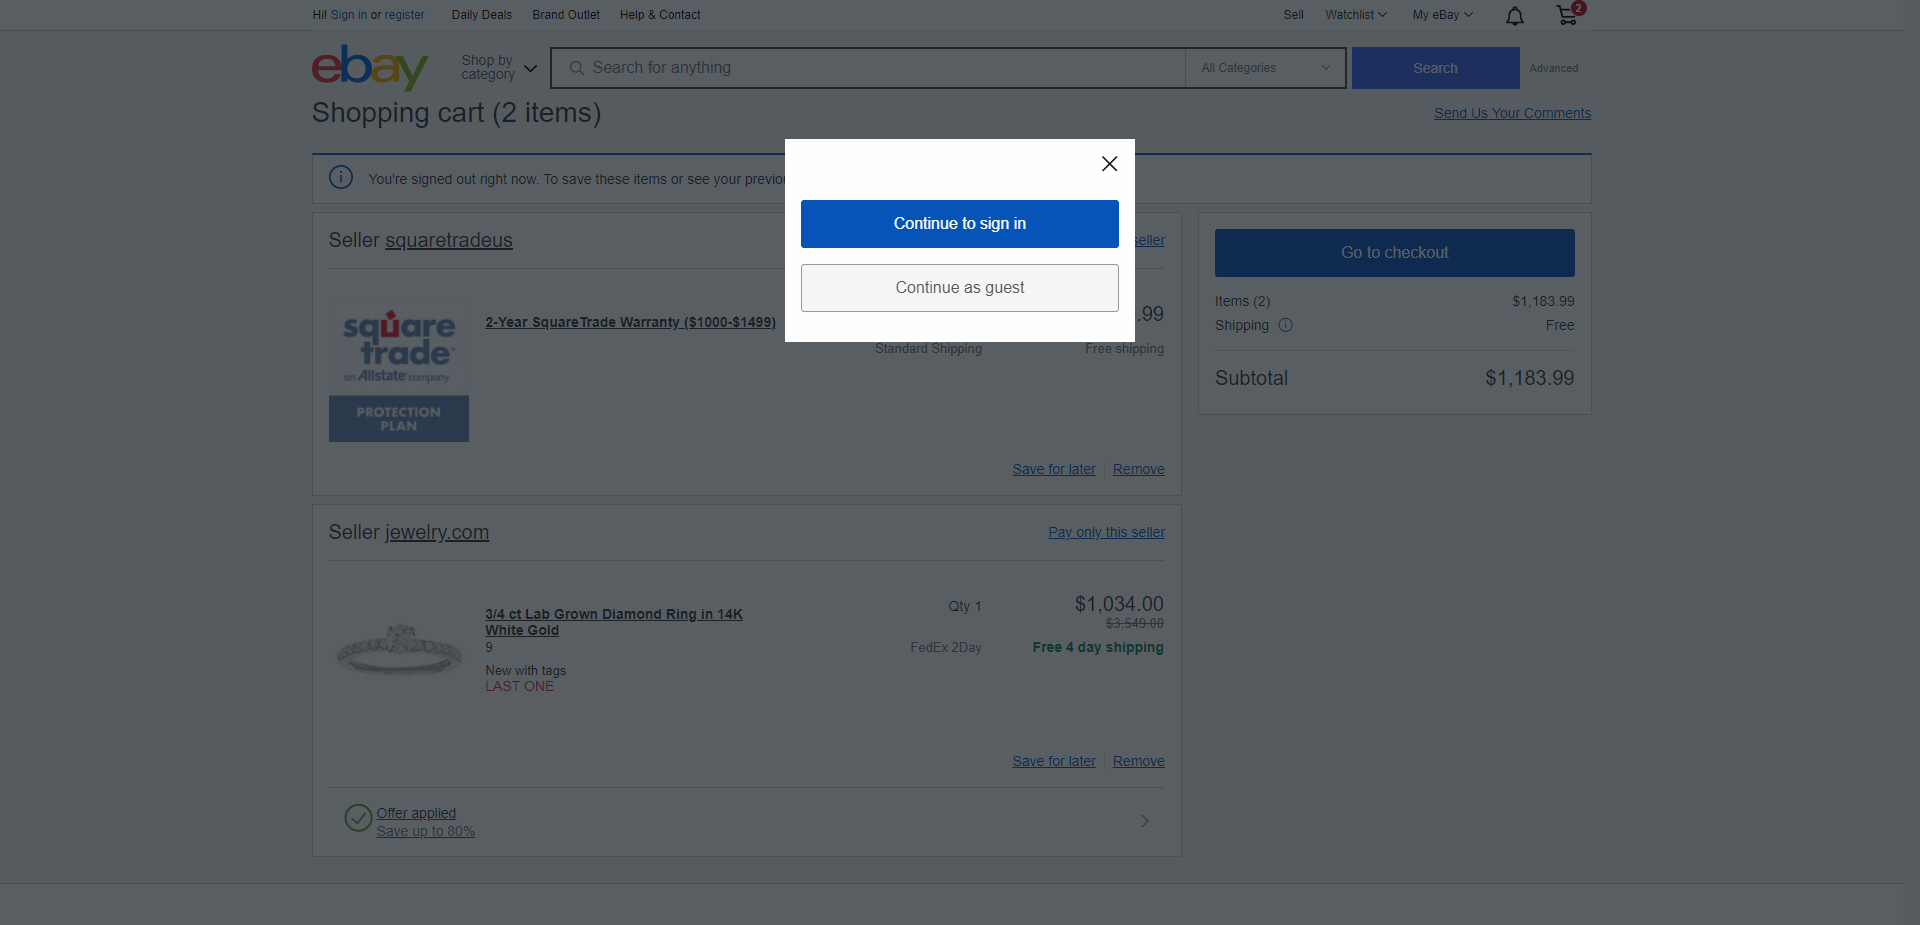 Hi! Sign in or register
Daily Deals
Brand Outlet
Help & Contact
Sell
Watchlist
My eBay
2
ebay
Shop by
category
Search for anything
All Categories
Search
Advanced
Shopping cart (2 items)
Send Us Your Comments
You're signed out right now. To save these items or see your
Continue to sign in
Continue as guest
Seller squaretradeus
seller
square
trade
an Allstate company
PROTECTION
PLAN
2-Year SquareTrade Warranty ($1000-$1499)
.99
Standard Shipping
Free shipping
Save for later
Remove
Go to checkout
Items (2)
$1,183.99
Shipping
Free
Subtotal
$1,183.99
Seller jewelry.com
Pay only this seller
3/4 ct Lab Grown Diamond Ring in 14K
White Gold
9
New with tags
LAST ONE
Qty 1
$1,034.00
$3,549.00
FedEx 2Day
Free 4 day shipping
Save for later
Remove
Offer applied
Save up to 80%